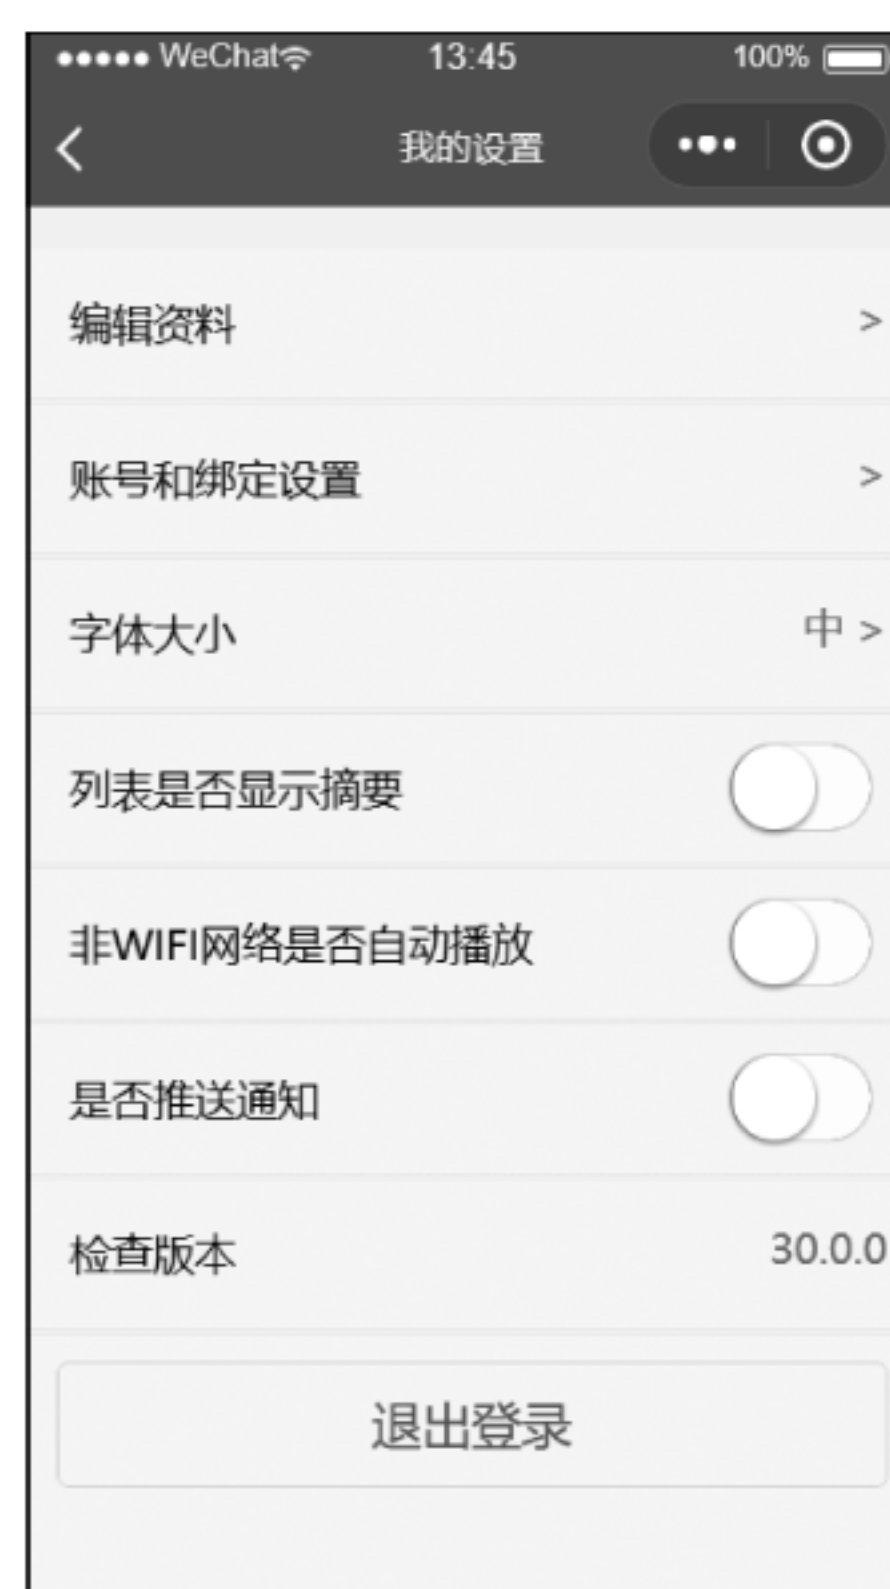 WeChat 13:45 100%
我的设置
编辑资料 >
账号和绑定设置 >
字体大小 中 >
列表是否显示摘要
非WIFI网络是否自动播放
是否推送通知
检查版本 30.0.0
退出登录